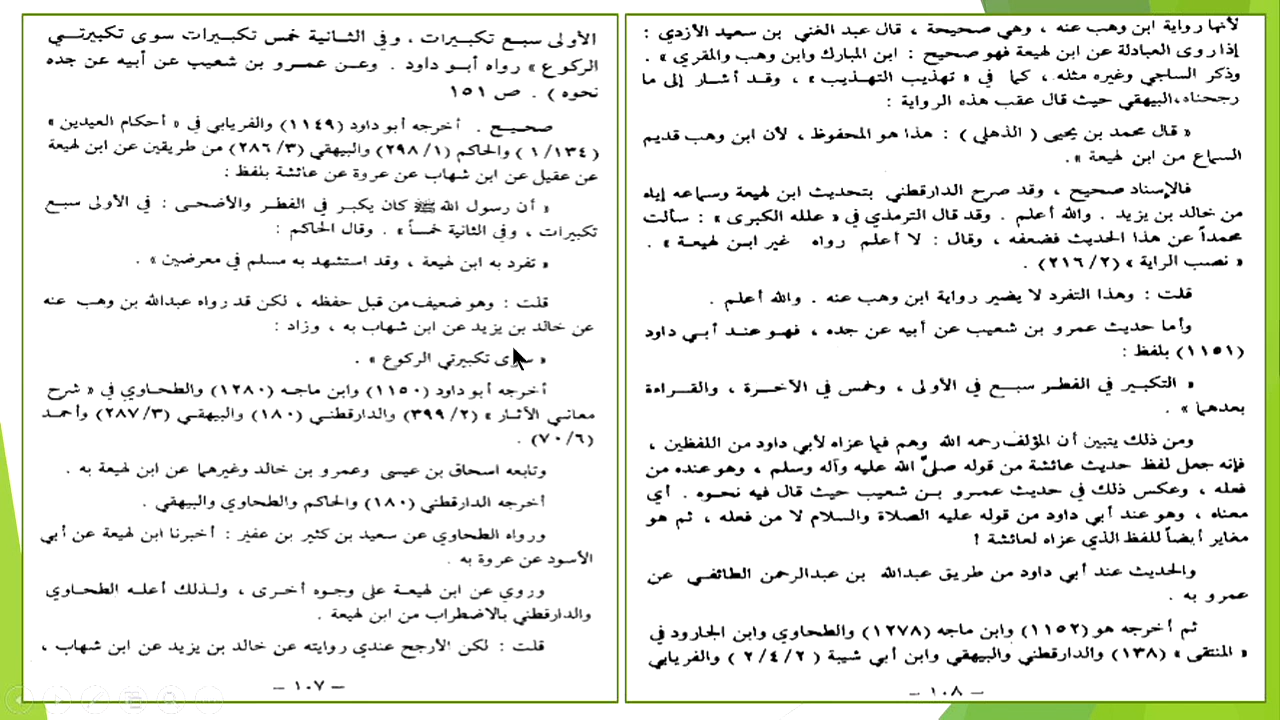 الأولى سبع تكبيرات ، وفي الثانية خمس تكبيرات سوى تكبيرتي
الركوع » رواه أبو داود . وعن عمرو بن شعيب عن أبيه عن جده
نحوه ) . ص ١٥١
صحيح . أخرجه أبو داود (١١٤٩) والفريابي في « أحكام العيدين »
(١/١٣٤) والحاكم (٢٩٨/١) والبيهقي (٢٨٦/٣) من طريقين عن ابن لهيعة
عن عقيل عن ابن شهاب عن عروة عن عائشة بلفظ :
« أن رسول الله ﷺ كان يكبر في الفطر والأضحى : في الأولى سبع
تكبيرات ، وفي الثانية خمساً » . وقال الحاكم :
« تفرد به ابن لهيعة ، وقد استشهد به مسلم في معرضين » .
قلت : وهو ضعيف من قبل حفظه ، لكن قد رواه عبدالله بن وهب عنه
عن خالد بن يزيد عن ابن شهاب به ، وزاد :
« سوى تكبيرتي الركوع » .
أخرجه أبو داود (١١٥٠) وابن ماجه (١٢٨٠) والطحاوي في « شرح
معاني الآثار » (٣٩٩/٢) والدارقطني (١٨٠) والبيهقي (٢٨٧/٣) وأحمد
(٧٠/٦) .
وتابعه اسحاق بن عيسى وعمرو بن خالد وغيرهما عن ابن لهيعة به .
أخرجه الدارقطني (١٨٠) والحاكم والطحاوي والبيهقي .
ورواه الطحاوي عن سعيد بن كثير بن عفير : أخبرنا ابن لهيعة عن أبي
الأسود عن عروة به .
وروي عن ابن لهيعة على وجوه أخرى ، ولذلك أعله الطحاوي
والدارقطني بالاضطراب من ابن لهيعة .
قلت : لكن الأرجح عندي روايته عن خالد بن يزيد عن ابن شهاب ،
– ١٠٧ –
لأنها رواية ابن وهب عنه ، وهي صحيحة ، قال عبد الغني بن سعيد الأزدي :
إذا روى العبادلة عن ابن لهيعة فهو صحيح : ابن المبارك وابن وهب والمقري » .
وذكر الساجي وغيره مثله ، كما في « تهذيب التهذيب » ، وقد أشار إلى ما
رجحناه البيهقي حيث قال عقب هذه الرواية :
« قال محمد بن يحيى ( الذهلي ) : هذا هو المحفوظ ، لأن ابن وهب قديم
السماع من ابن لهيعة » .
فالإسناد صحيح ، وقد صرح الدارقطني بتحديث ابن لهيعة وسماعه إياه
من خالد بن يزيد . والله أعلم . وقد قال الترمذي في « علله الكبرى » : سألت
محمداً عن هذا الحديث فضعفه ، وقال : لا أعلم رواه غير ابن لهيعة » .
« نصب الراية » (٢١٦/٢) .
قلت : وهذا التفرد لا يضير رواية ابن وهب عنه . والله أعلم .
وأما حديث عمرو بن شعيب عن أبيه عن جده ، فهو عند أبي داود
(١١٥١) بلفظ :
« التكبير في الفطر سبع في الأولى ، وخمس في الآخرة ، والقراءة
بعدهما » .
ومن ذلك يتبين أن المؤلف رحمه الله وهم فيما عزاه لأبي داود من اللفظين ،
فإنه جعل لفظ حديث عائشة من قوله صلى الله عليه وآله وسلم ، وهو عنده من
فعله ، وعكس ذلك في حديث عمرو بن شعيب حيث قال فيه نحوه . أي
معناه ، وهو عند أبي داود من قوله عليه الصلاة والسلام لا من فعله ، ثم هو
مغاير أيضاً للفظ الذي عزاه لعائشة !
والحديث عند أبي داود من طريق عبدالله بن عبدالرحمن الطائفي عن
عمرو به .
ثم أخرجه هو (١١٥٢) وابن ماجه (١٢٧٨) والطحاوي وابن الجارود في
« المنتقى » (١٣٨) والدارقطني والبيهقي وابن أبي شيبة ( ٢/٤/٢ ) والفريابي
– ١٠٨ –